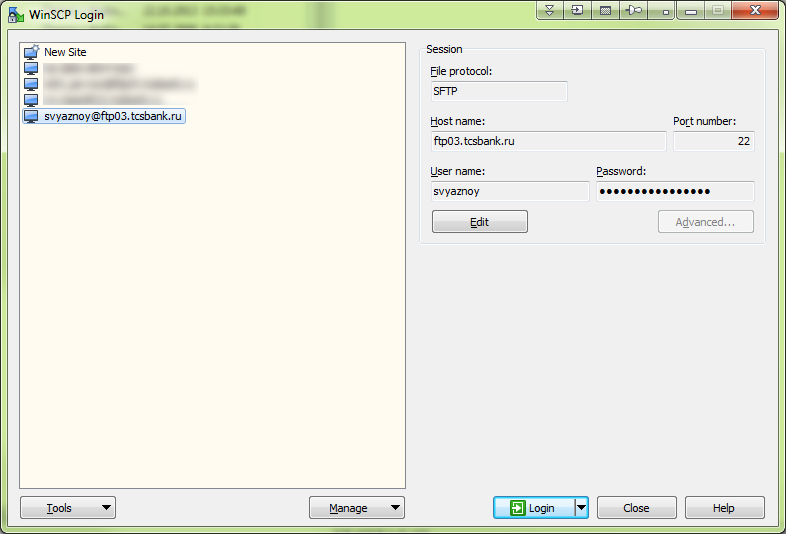 WinSCP Login
New Site
svyaznoy@ftp03.tcsbank.ru
Session
File protocol:
SFTP
Host name:
Port number:
ftp03.tcsbank.ru
22
User name:
Password:
svyaznoy
••••••••••••••••
Edit
Advanced...
Tools
Manage
Login
Close
Help